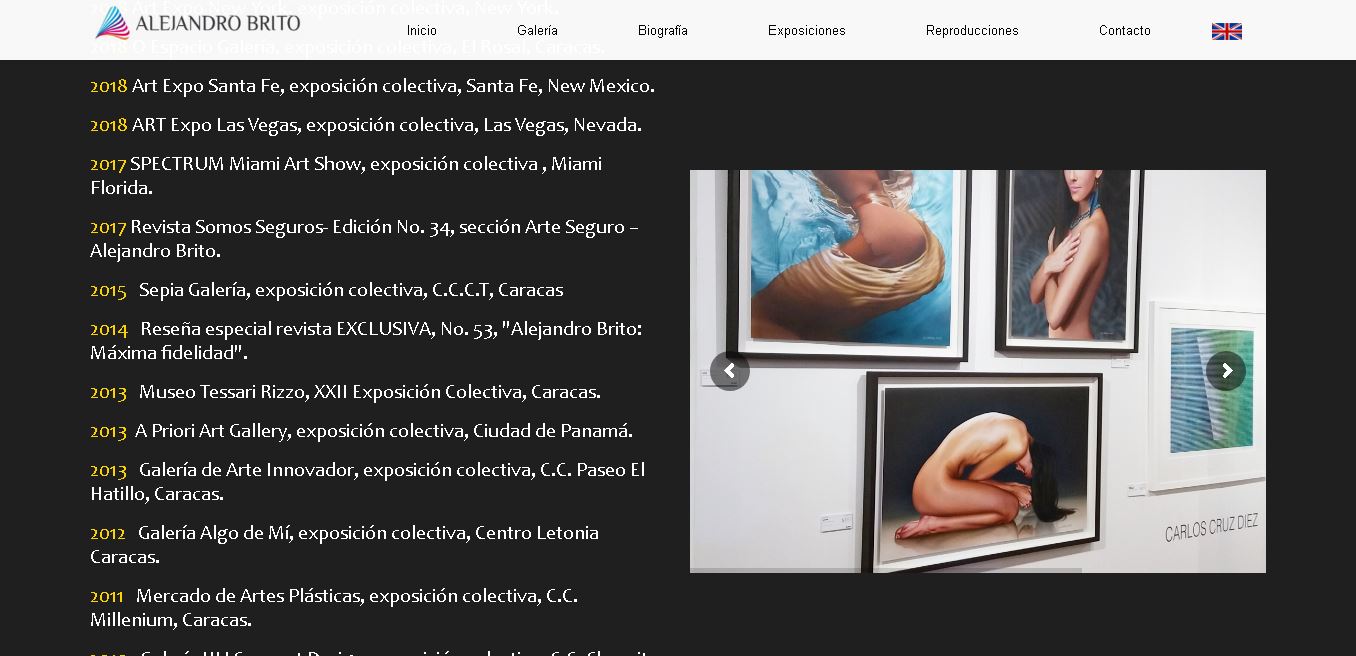 2018 Art Expo New York, exposición colectiva, New York.
ALEJANDRO BRITO
Inicio
Galería
Biografía
Exposiciones
Reproducciones
Contacto
2018 O Espacio Galería, exposición colectiva, El Rosal, Caracas.
2018 Art Expo Santa Fe, exposición colectiva, Santa Fe, New Mexico.
2018 ART Expo Las Vegas, exposición colectiva, Las Vegas, Nevada.
2017 SPECTRUM Miami Art Show, exposición colectiva , Miami
Florida.
2017 Revista Somos Seguros- Edición No. 34, sección Arte Seguro –
Alejandro Brito.
2015 Sepia Galería, exposición colectiva, C.C.C.T, Caracas
2014 Reseña especial revista EXCLUSIVA, No. 53, "Alejandro Brito:
Máxima fidelidad".
2013 Museo Tessari Rizzo, XXII Exposición Colectiva, Caracas.
2013 A Priori Art Gallery, exposición colectiva, Ciudad de Panamá.
2013 Galería de Arte Innovador, exposición colectiva, C.C. Paseo El
Hatillo, Caracas.
2012 Galería Algo de Mí, exposición colectiva, Centro Letonia
Caracas.
2011 Mercado de Artes Plásticas, exposición colectiva, C.C.
Millenium, Caracas.
CARLOS CRUZ DIEZ